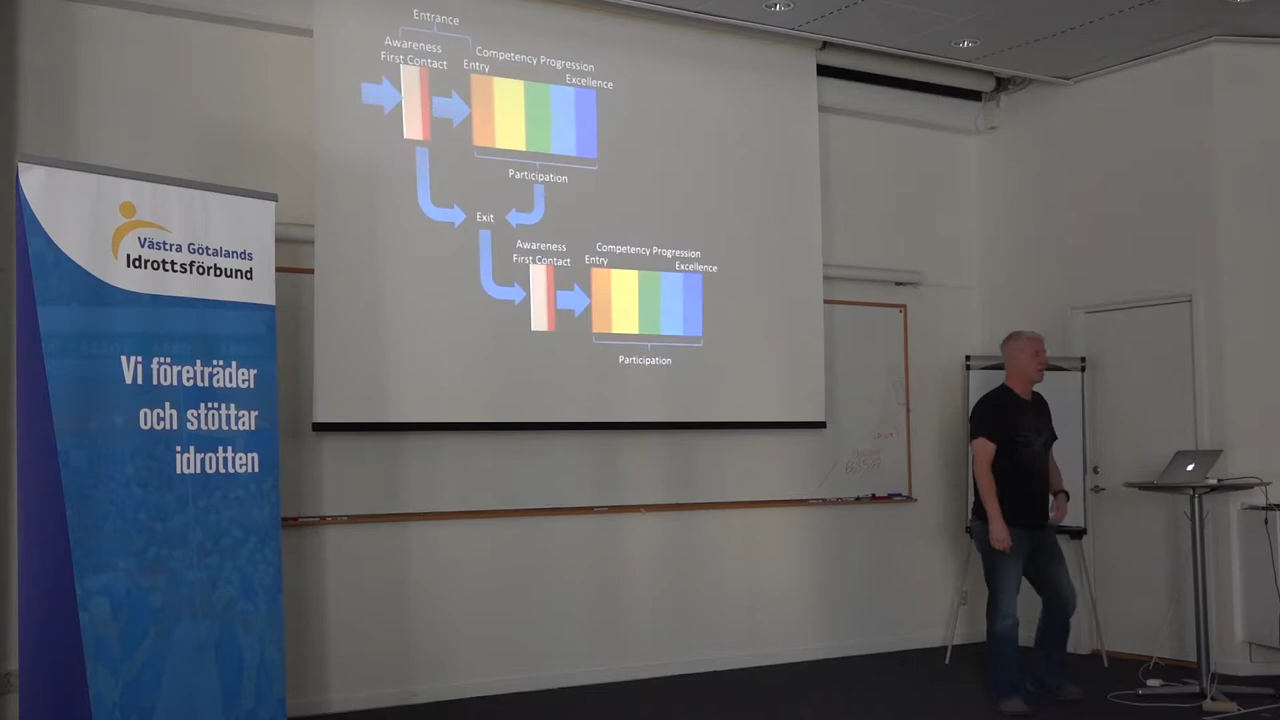 Entrance
Awareness
First Contact
Competency Progression
Entry
Excellence
Participation
Exit
Awareness
First Contact
Competency Progression
Entry
Excellence
Participation
Västra Götalands
Idrottsförbund
Vi företräder
och stöttar
idrotten